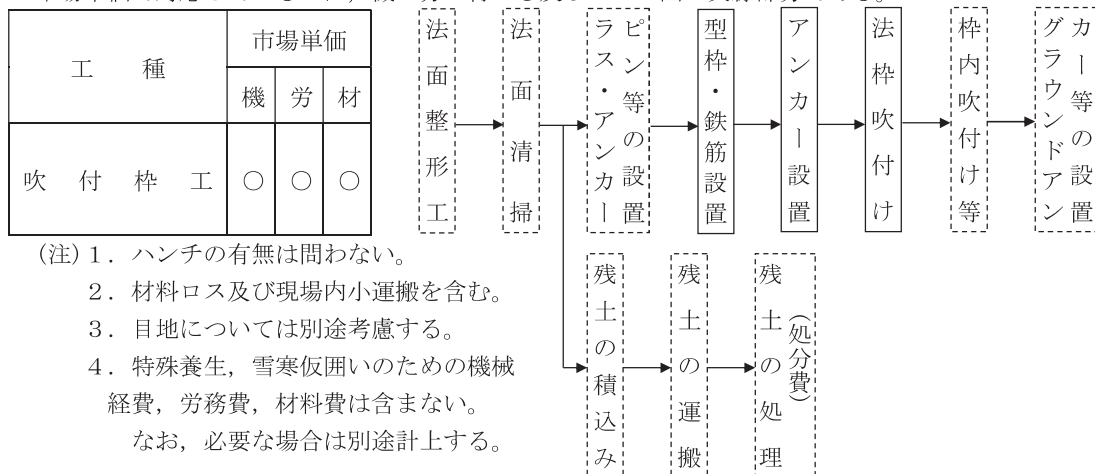 工　種
市場単価
機
労
材
吹付枠工
○
○
○
法面整形工
法面清掃
ラス・アンカー
ピン等の設置
型枠・鉄筋設置
アンカー設置
法枠吹付け
枠内吹付け等
グラウンドアン
カー等の設置
残土の積込み
残土の運搬
残土の処理
(処分費)
(注) 1．ハンチの有無は問わない。
2．材料ロス及び現場内小運搬を含む。
3．目地については別途考慮する。
4．特殊養生，雪寒仮囲いのための機械
経費，労務費，材料費は含まない。
なお，必要な場合は別途計上する。